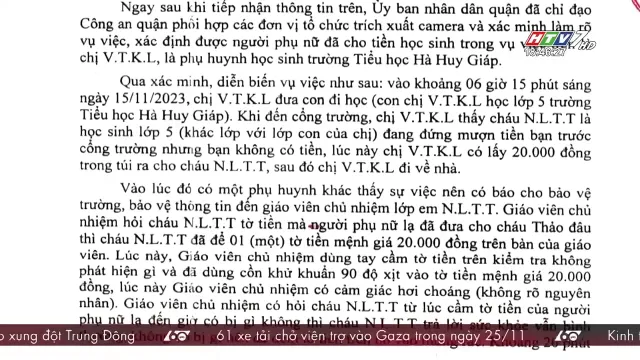 Ngay sau khi tiếp nhận thông tin trên, Ủy ban nhân dân quận đã chỉ đạo
Công an quận phối hợp các đơn vị tổ chức trích xuất camera và xác minh làm rõ
vụ việc, xác định được người phụ nữ đã cho tiền học sinh trong vụ
chị V.T.K.L, là phụ huynh học sinh trường Tiểu học Hà Huy Giáp.
HTV7 HD
18:46:27
Qua xác minh, diễn biến vụ việc như sau: vào khoảng 06 giờ 15 phút sáng
ngày 15/11/2023, chị V.T.K.L đưa con đi học (con chị V.T.K.L học lớp 5 trường
Tiểu học Hà Huy Giáp). Khi đến cổng trường, chị V.T.K.L thấy cháu N.L.T.T là
học sinh lớp 5 (khác lớp với lớp con của chị) đang đứng mượn tiền bạn trước
cổng trường nhưng bạn không có tiền, lúc này chị V.T.K.L có lấy 20.000 đồng
trong túi ra cho cháu N.L.T.T, sau đó chị V.T.K.L đi về nhà.
Vào lúc đó có một phụ huynh khác thấy sự việc nên có báo cho bảo vệ
trường, bảo vệ thông tin đến giáo viên chủ nhiệm lớp em N.L.T.T. Giáo viên chủ
nhiệm hỏi cháu N.L.T.T tờ tiền mà người phụ nữ lạ đã đưa cho cháu Thảo đâu
thì cháu N.L.T.T đã để 01 (một) tờ tiền mệnh giá 20.000 đồng trên bàn của giáo
viên. Lúc này, Giáo viên chủ nhiệm dùng tay cầm tờ tiền trên kiểm tra không
phát hiện gì và đã dùng cồn khử khuẩn 90 độ xịt vào tờ tiền mệnh giá 20.000
đồng, lúc này Giáo viên chủ nhiệm có cảm giác hơi choáng (không rõ nguyên
nhân). Giáo viên chủ nhiệm có hỏi cháu N.L.T.T từ lúc cầm tờ tiền của người
phụ nữ lạ đến giờ có bị gì không thì cháu N.L.T.T trả lời sức khỏe vẫn bình
o xung đột Trung Đông 60 61 xe tải chở viện trợ vào Gaza trong ngày 25/11 60 Kinh t